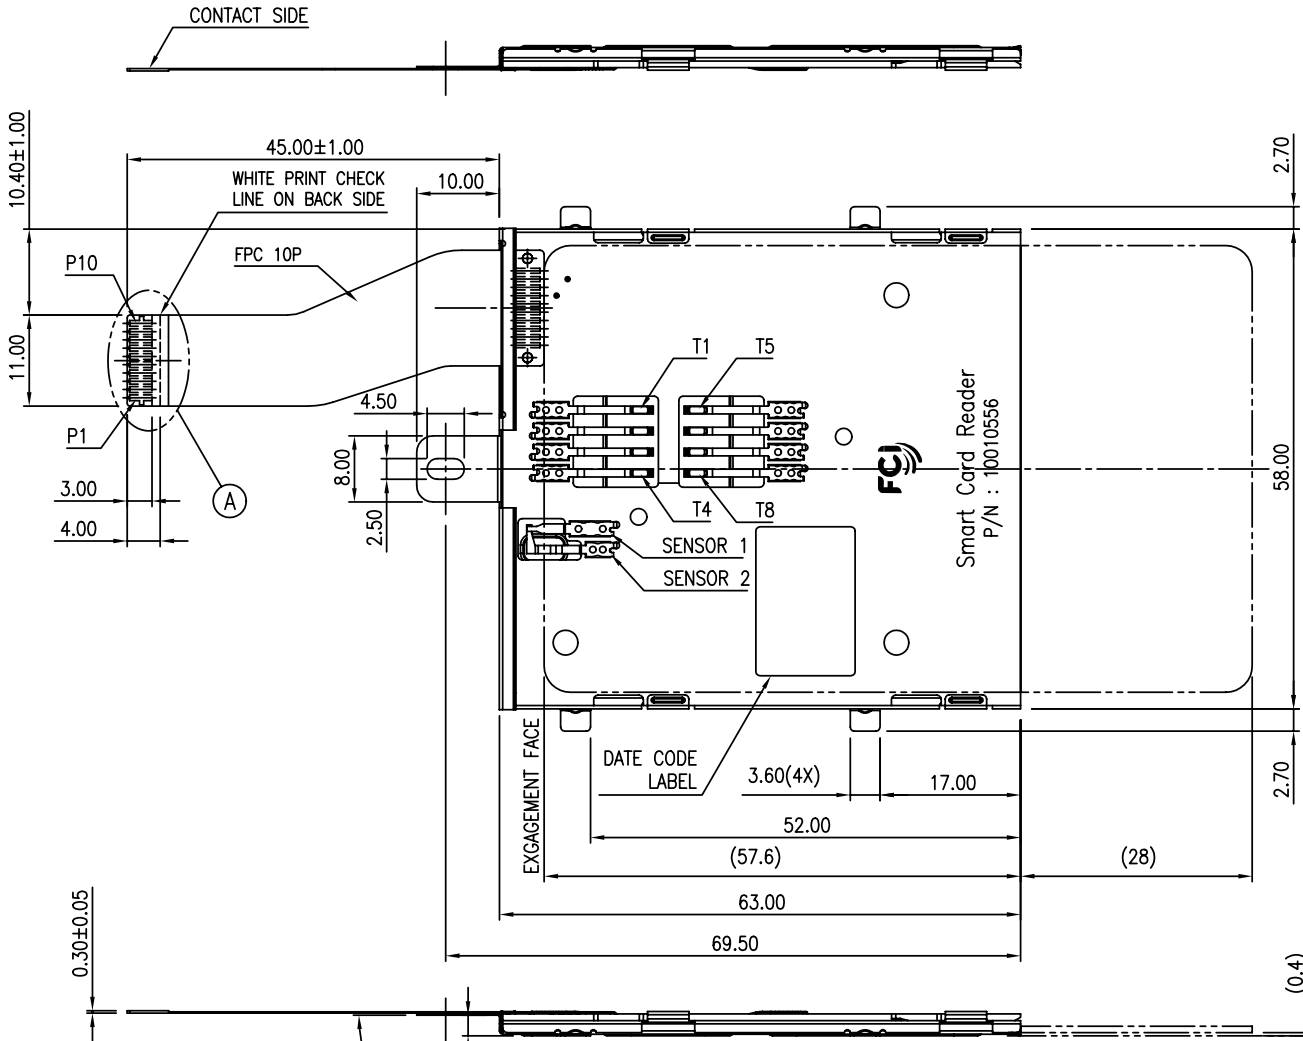 CONTACT SIDE
10.40±1.00
45.00±1.00
2.70
WHITE PRINT CHECK
LINE ON BACK SIDE
10.00
P10
FPC 10P
11.00
T1
T5
4.50
P1
8.00
FCI
Smart Card Reader
P/N : 10010556
58.00
3.00
A
4.00
2.50
T4
T8
SENSOR 1
SENSOR 2
EXGAGEMENT FACE
DATE CODE
LABEL
3.60(4X)
17.00
2.70
52.00
(57.6)
(28)
63.00
69.50
0.30±0.05
(0.4)